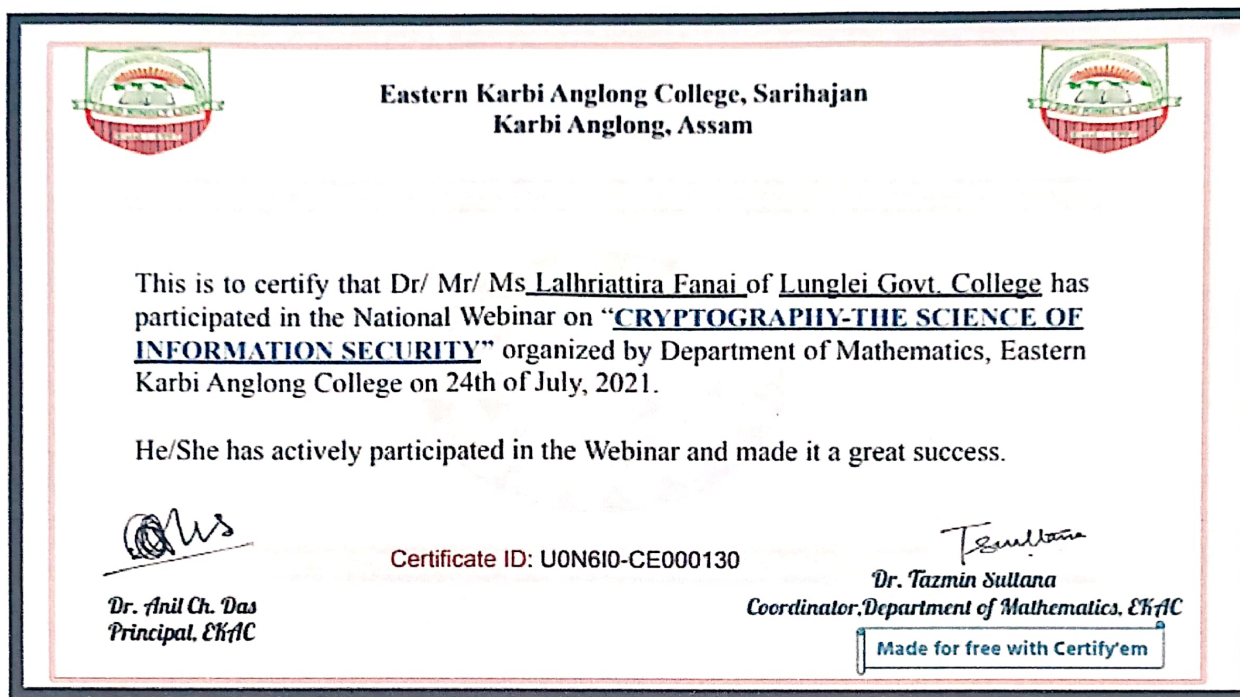 Eastern Karbi Anglong College, Sarihajan
Karbi Anglong, Assam
This is to certify that Dr/ Mr/ Ms Lalhriattira Fanai of Lunglei Govt. College has
participated in the National Webinar on “CRYPTOGRAPHY-THE SCIENCE OF
INFORMATION SECURITY” organized by Department of Mathematics, Eastern
Karbi Anglong College on 24th of July, 2021.
He/She has actively participated in the Webinar and made it a great success.
Tsulltana
Certificate ID: U0N6I0-CE000130
Dr. Anil Ch. Das
Principal, EKAC
Dr. Tazmin Sultana
Coordinator,Department of Mathematics, EKAC
Made for free with Certify'em